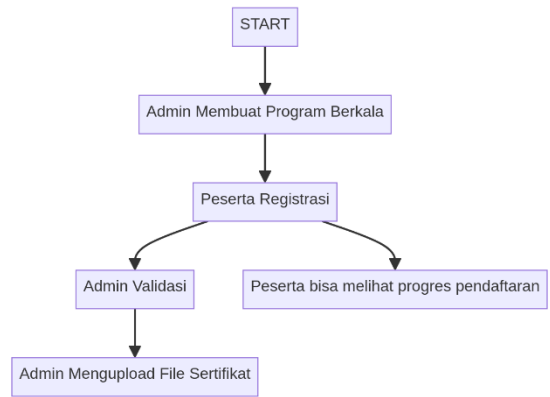 START
Admin Membuat Program Berkala
Peserta Registrasi
Admin Validasi
Peserta bisa melihat progres pendaftaran
Admin Mengupload File Sertifikat